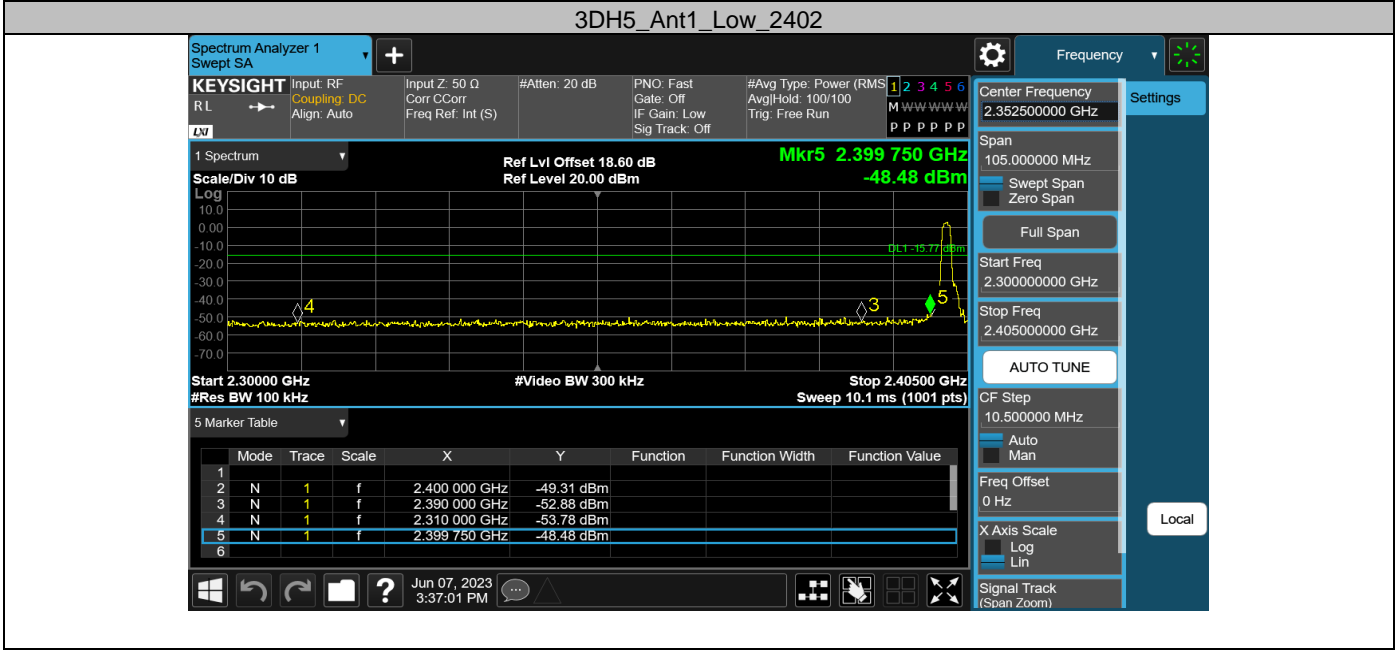 3DH5_Ant1_Low_2402
Spectrum Analyzer 1
Swept SA
Frequency
KEYSIGHT
RL
LXI
Input: RF
Coupling: DC
Align: Auto
Input Z: 50 Ω
Corr CCorr
Freq Ref: Int (S)
#Atten: 20 dB
PNO: Fast
Gate: Off
IF Gain: Low
Sig Track: Off
#Avg Type: Power (RMS
Avg|Hold: 100/100
Trig: Free Run
1 2 3 4 5 6
M W W W W W
P P P P P P
1 Spectrum
Scale/Div 10 dB
Ref Lvl Offset 18.60 dB
Ref Level 20.00 dBm
Mkr5 2.399 750 GHz
-48.48 dBm
Log
10.0
0.00
-10.0
-20.0
-30.0
-40.0
-50.0
-60.0
-70.0
DL1 -15.77 dBm
4
3
5
Start 2.30000 GHz
#Video BW 300 kHz
Stop 2.40500 GHz
#Res BW 100 kHz
Sweep 10.1 ms (1001 pts)
5 Marker Table
Mode Trace Scale X Y Function Function Width Function Value
1
2 N 1 f 2.400 000 GHz -49.31 dBm
3 N 1 f 2.390 000 GHz -52.88 dBm
4 N 1 f 2.310 000 GHz -53.78 dBm
5 N 1 f 2.399 750 GHz -48.48 dBm
6
?
Jun 07, 2023
3:37:01 PM
Center Frequency
2.352500000 GHz
Span
105.000000 MHz
Swept Span
Zero Span
Full Span
Start Freq
2.300000000 GHz
Stop Freq
2.405000000 GHz
AUTO TUNE
CF Step
10.500000 MHz
Auto
Man
Freq Offset
0 Hz
X Axis Scale
Log
Lin
Signal Track
(Span Zoom)
Settings
Local